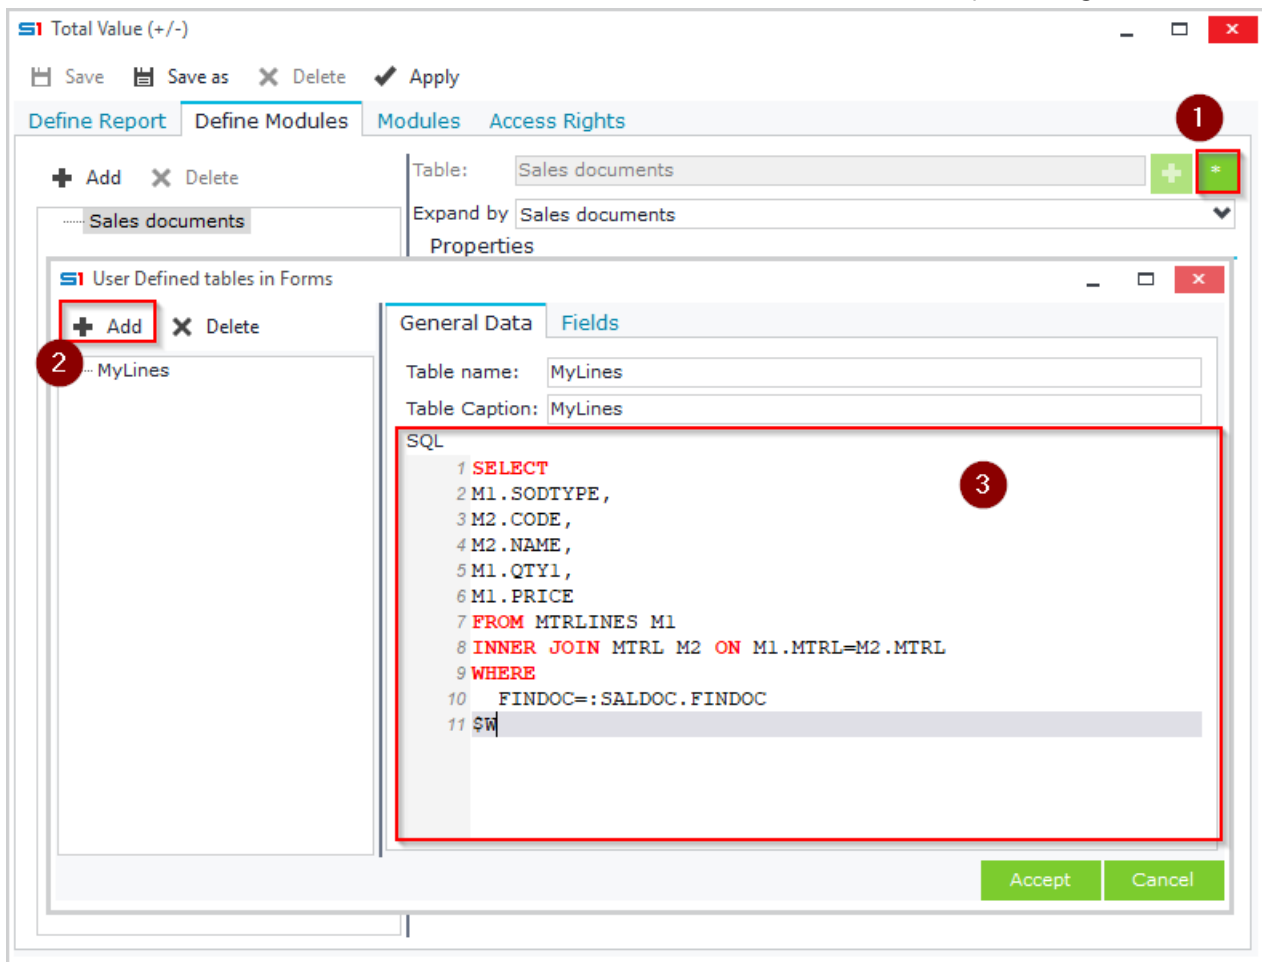 S1 Total Value (+/-)
Save Save as Delete Apply
Define Report Define Modules Modules Access Rights
1
Add Delete
Table: Sales documents + *
Sales documents
Expand by Sales documents
Properties
S1 User Defined tables in Forms
Add Delete
2
MyLines
General Data Fields
Table name: MyLines
Table Caption: MyLines
SQL
3
1 SELECT
2 M1.SODTYPE,
3 M2.CODE,
4 M2.NAME,
5 M1.QTY1,
6 M1.PRICE
7 FROM MTRLINES M1
8 INNER JOIN MTRL M2 ON M1.MTRL=M2.MTRL
9 WHERE
10 FINDOC=:SALDOC.FINDOC
11 $W
Accept Cancel